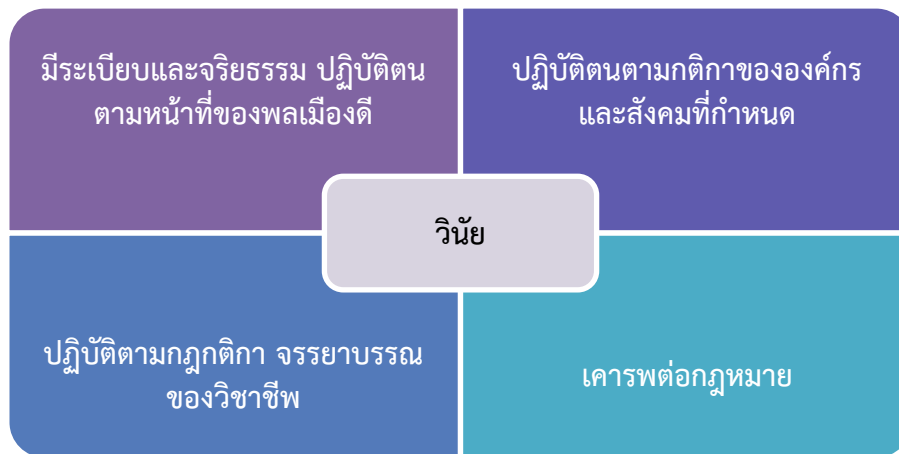 มีระเบียบและจริยธรรม ปฏิบัติตน
ตามหน้าที่ของพลเมืองดี
ปฏิบัติตนตามกติกาขององค์กร
และสังคมที่กำหนด
วินัย
ปฏิบัติตามกฎกติกา จรรยาบรรณ
ของวิชาชีพ
เคารพต่อกฎหมาย